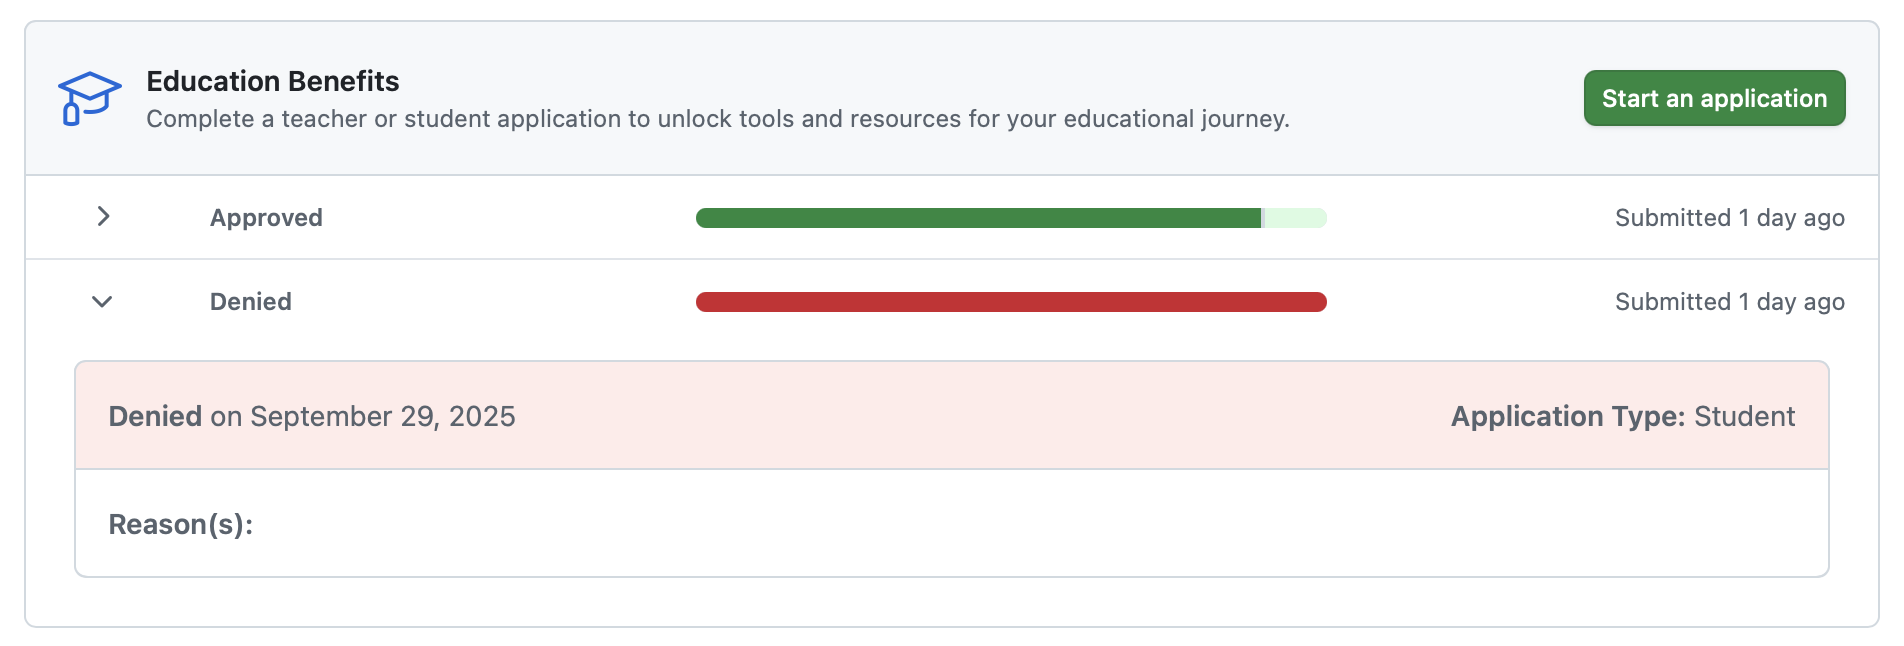 Education Benefits
Complete a teacher or student application to unlock tools and resources for your educational journey.
Start an application
Approved
Submitted 1 day ago
Denied
Submitted 1 day ago
Denied on September 29, 2025
Application Type: Student
Reason(s):